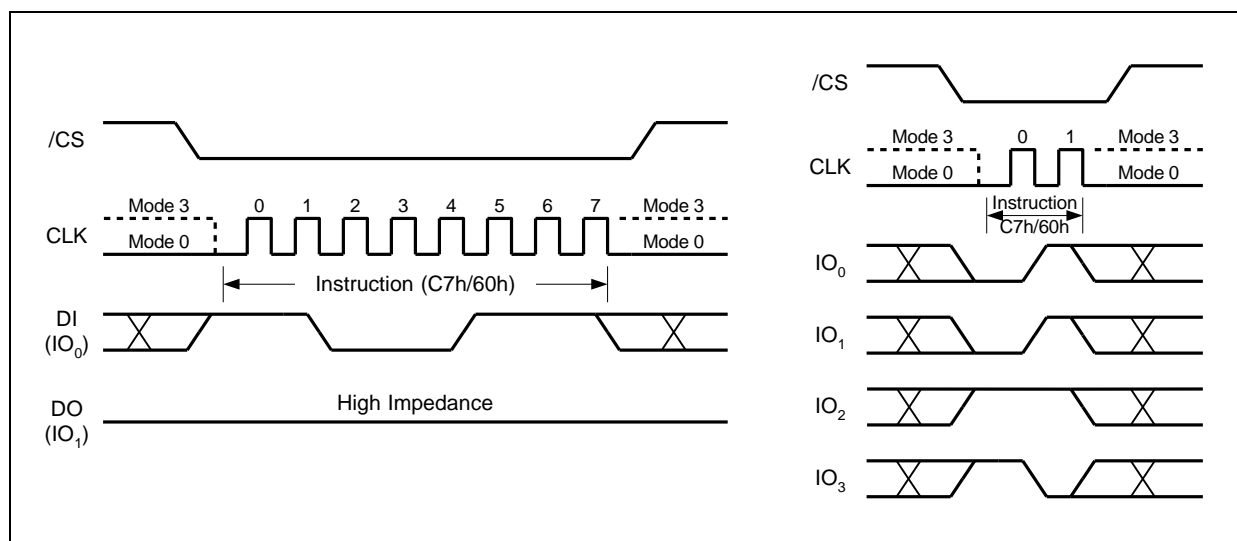 /CS
Mode 3
0 1 2 3 4 5 6 7
Mode 3
CLK
Mode 0
Mode 0
Instruction (C7h/60h)
DI
(IO0)
High Impedance
DO
(IO1)
/CS
Mode 3
0 1
Mode 3
CLK
Mode 0
Mode 0
Instruction
C7h/60h
IO0
IO1
IO2
IO3